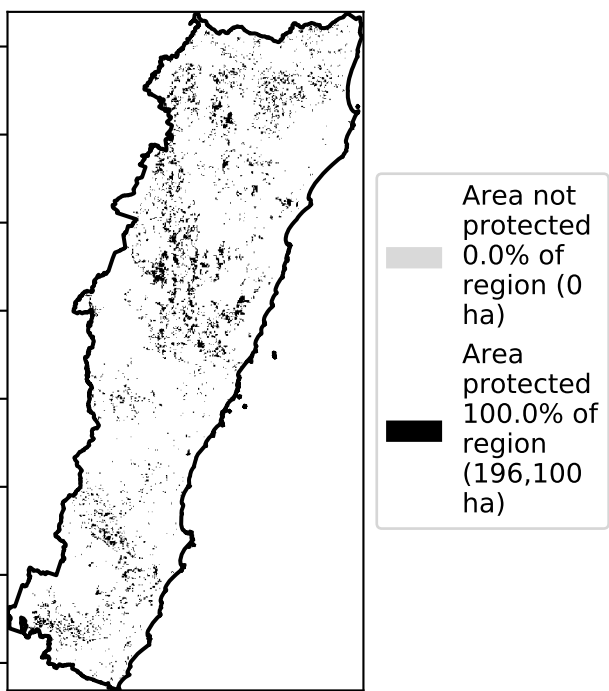 Area not
protected
0.0% of
region (0
ha)
Area
protected
100.0% of
region
(196,100
ha)